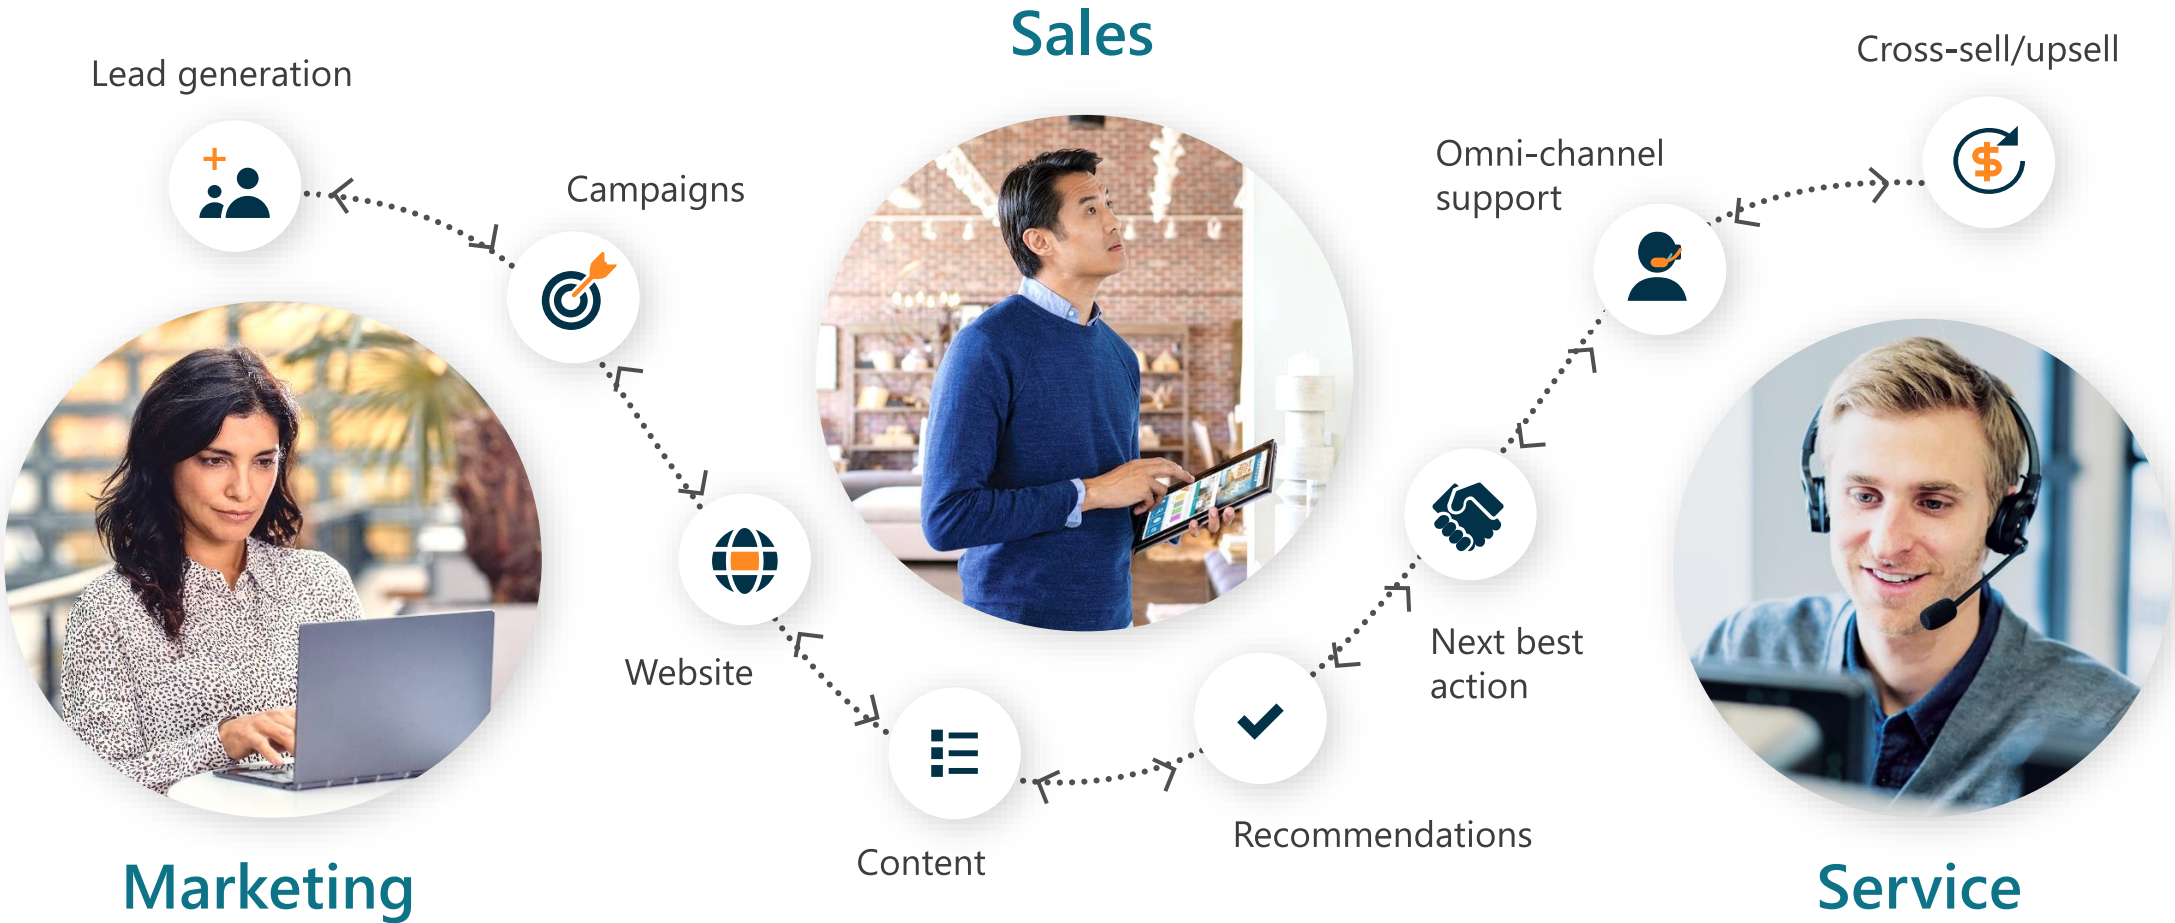 Sales
Lead generation
Campaigns
Website
Content
Recommendations
Next best
action
Omni-channel
support
Cross-sell/upsell
Marketing
Service